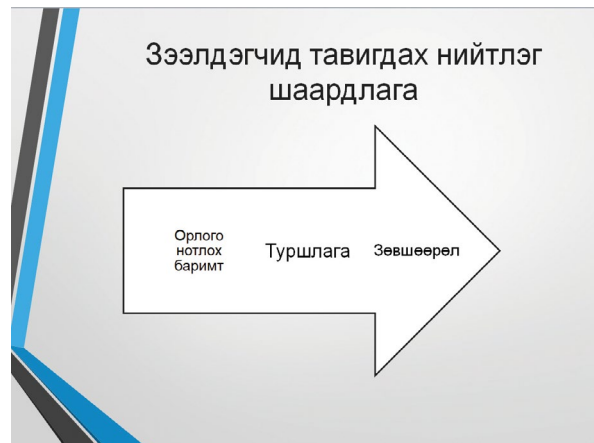 Зээлдэгчид тавигдах нийтлэг
шаардлага
Орлого
нотлох
баримт
Туршлага
Зөвшөөрөл